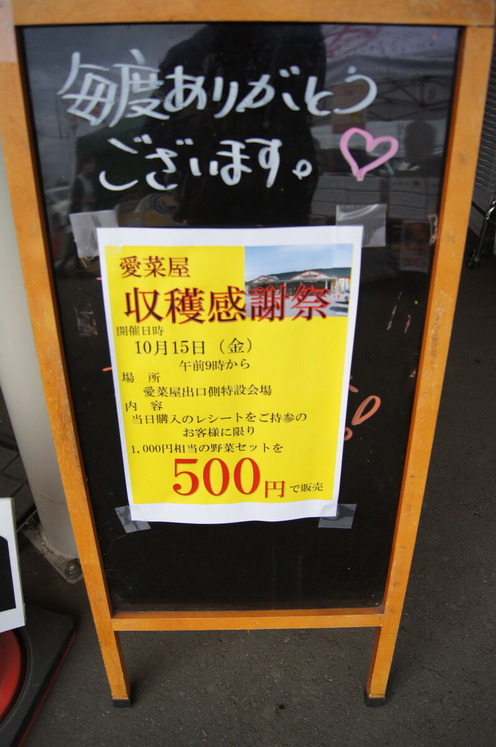 毎度ありがとう
ございます。
愛菜屋
収穫感謝祭
開催日時
10月15日（金）
午前9時から
場　所
愛菜屋出口側特設会場
内　容
当日購入のレシートをご持参の
お客様に限り
1,000円相当の野菜セットを
500円で販売